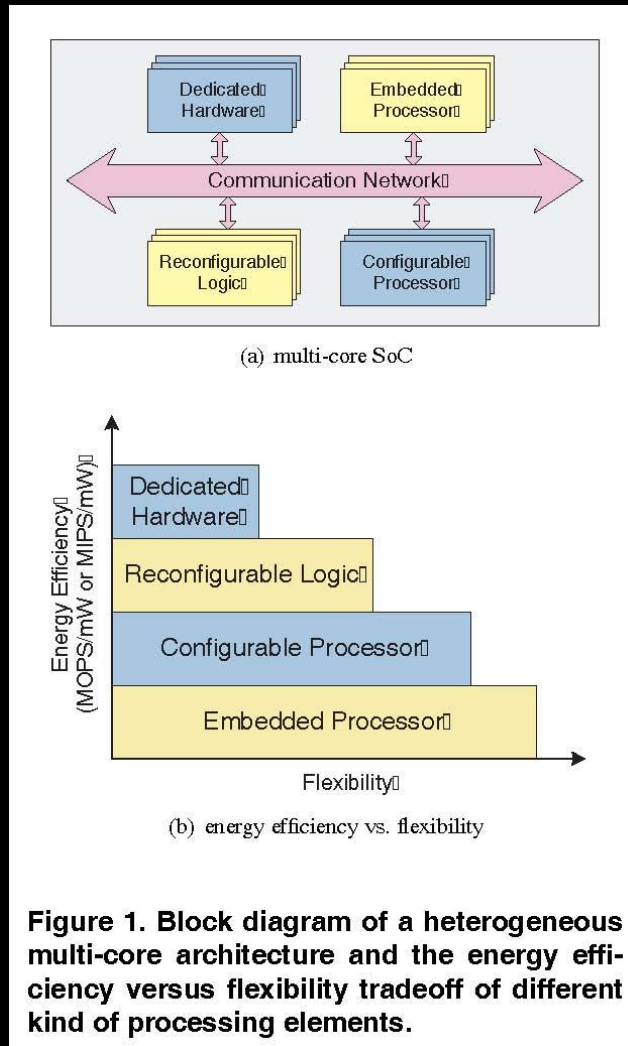 Dedicated
Hardware
Embedded
Processor
Communication Network
Reconfigurable
Logic
Configurable
Processor
(a) multi-core SoC
Energy Efficiency
(MOPS/mW or MIPS/mW)
Dedicated
Hardware
Reconfigurable Logic
Configurable Processor
Embedded Processor
Flexibility
(b) energy efficiency vs. flexibility
Figure 1. Block diagram of a heterogeneous
multi-core architecture and the energy effi-
ciency versus flexibility tradeoff of different
kind of processing elements.